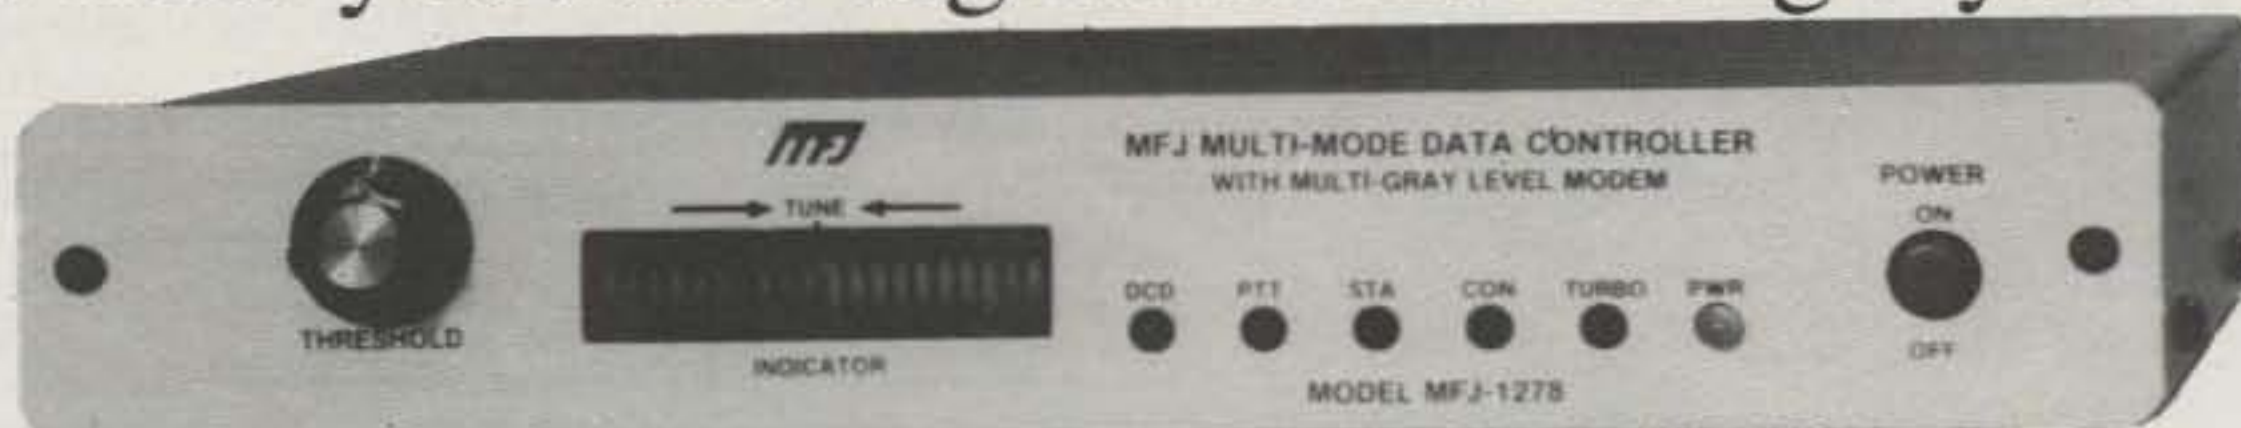 MFJ
MFJ MULTI-MODE DATA CONTROLLER
WITH MULTI-GRAY LEVEL MODEM
POWER
ON
TUNE
DCD PTT STA CON TURBO PWR
THRESHOLD
INDICATOR
OFF
MODEL MFJ-1278